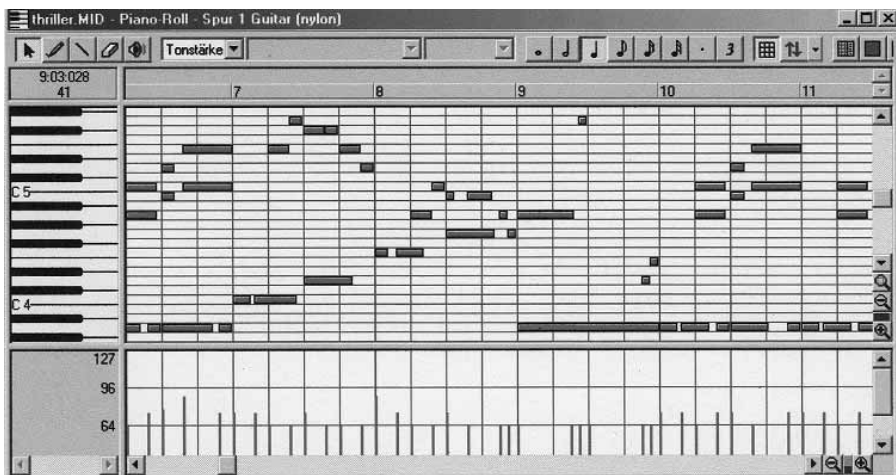 thriller.MID - Piano-Roll - Spur 1 Guitar (nylon)
Tonstärke 3
9:03:028
41
7 8 9 10 11
C 5
C 4
127
96
64